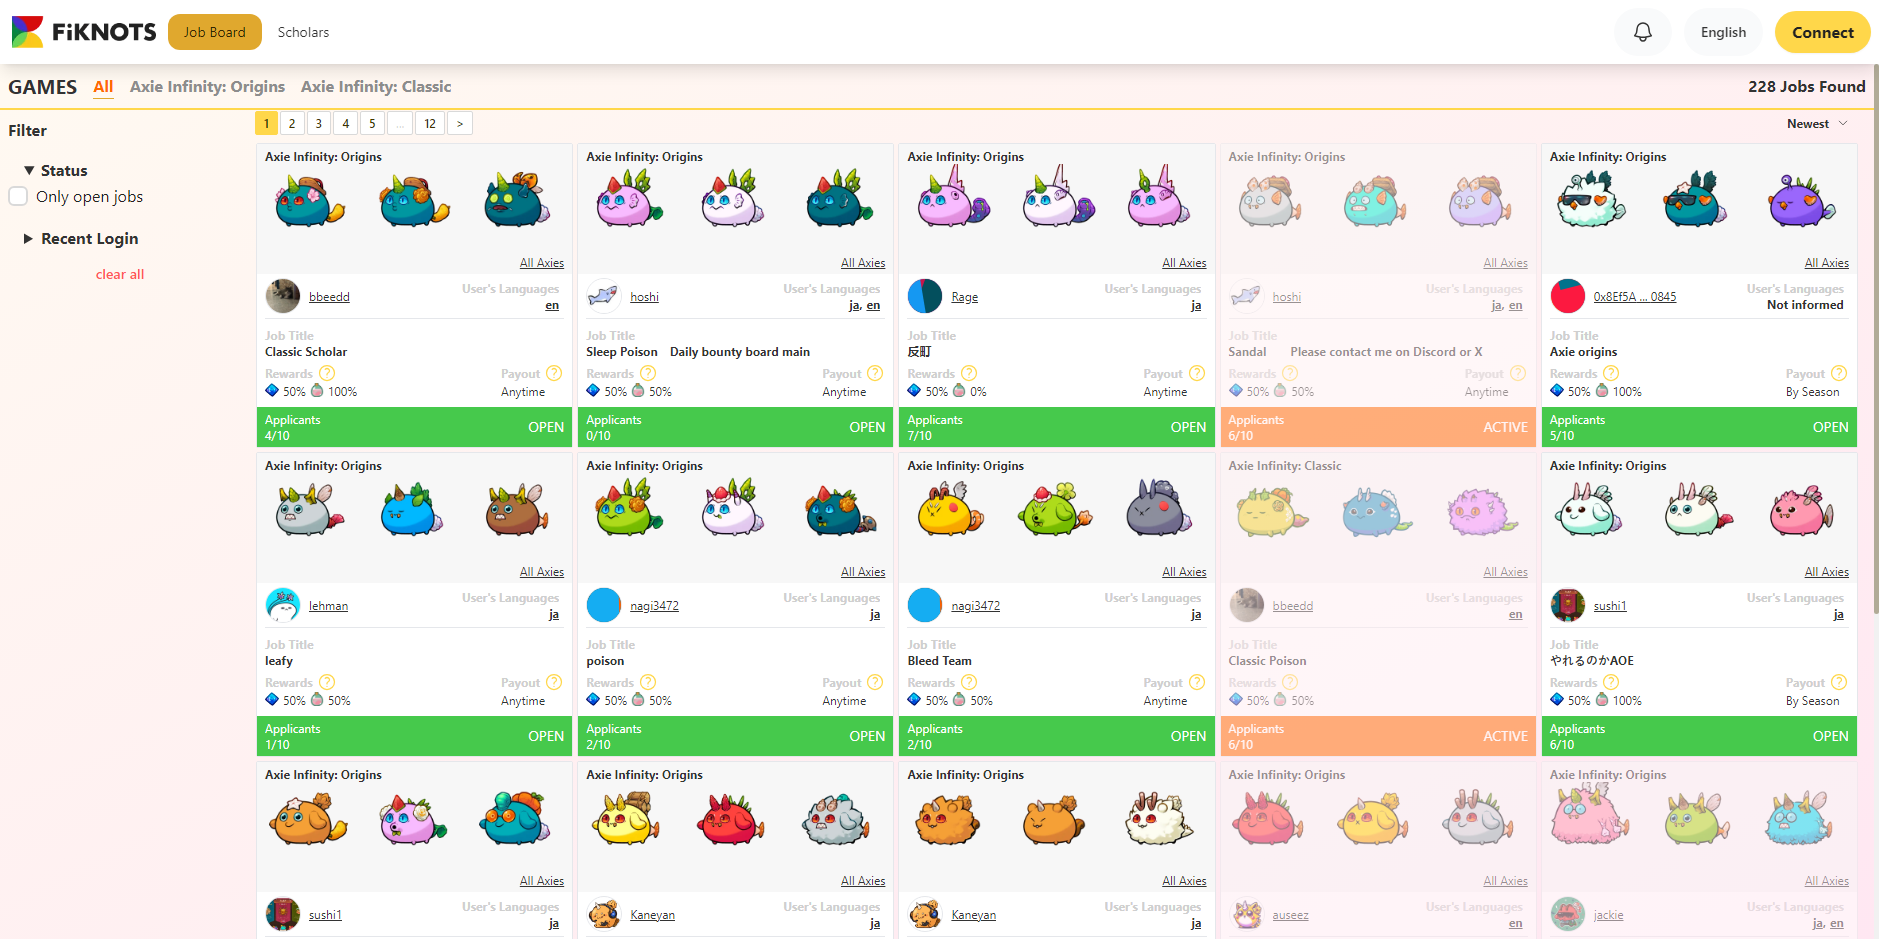 FiKNOTS
Job Board
Scholars
English
Connect
GAMES
All
Axie Infinity: Origins
Axie Infinity: Classic
228 Jobs Found
Filter
1 2 3 4 5 ... 12 >
Newest
Status
Only open jobs
Recent Login
clear all
Axie Infinity: Origins
All Axies
bbeedd
User's Languages
en
Job Title
Classic Scholar
Rewards ?
Payout ?
50% 100%
Anytime
Applicants
4/10
OPEN
Axie Infinity: Origins
All Axies
hoshi
User's Languages
ja, en
Job Title
Sleep Poison Daily bounty board main
Rewards ?
Payout ?
50% 50%
Anytime
Applicants
0/10
OPEN
Axie Infinity: Origins
All Axies
Rage
User's Languages
ja
Job Title
反町
Rewards ?
Payout ?
50% 0%
Anytime
Applicants
7/10
OPEN
Axie Infinity: Origins
All Axies
hoshi
User's Languages
ja, en
Job Title
Sandal Please contact me on Discord or X
Rewards ?
Payout ?
50% 50%
Anytime
Applicants
6/10
ACTIVE
Axie Infinity: Origins
All Axies
0x8Ef5A ... 0845
User's Languages
Not informed
Job Title
Axie origins
Rewards ?
Payout ?
50% 100%
By Season
Applicants
5/10
OPEN
Axie Infinity: Origins
All Axies
lehman
User's Languages
ja
Job Title
leafy
Rewards ?
Payout ?
50% 50%
Anytime
Applicants
1/10
OPEN
Axie Infinity: Origins
All Axies
nagi3472
User's Languages
ja
Job Title
poison
Rewards ?
Payout ?
50% 50%
Anytime
Applicants
2/10
OPEN
Axie Infinity: Origins
All Axies
nagi3472
User's Languages
ja
Job Title
Bleed Team
Rewards ?
Payout ?
50% 50%
Anytime
Applicants
2/10
OPEN
Axie Infinity: Classic
All Axies
bbeedd
User's Languages
en
Job Title
Classic Poison
Rewards ?
50% 50%
Applicants
6/10
ACTIVE
Axie Infinity: Origins
All Axies
sushi1
User's Languages
ja
Job Title
やれるのかAOE
Rewards ?
Payout ?
50% 100%
By Season
Applicants
6/10
OPEN
Axie Infinity: Origins
All Axies
sushi1
User's Languages
ja
Axie Infinity: Origins
All Axies
Kaneyan
User's Languages
ja
Axie Infinity: Origins
All Axies
Kaneyan
User's Languages
ja
Axie Infinity: Origins
All Axies
auseez
User's Languages
en
Axie Infinity: Origins
All Axies
jackie
User's Languages
ja, en